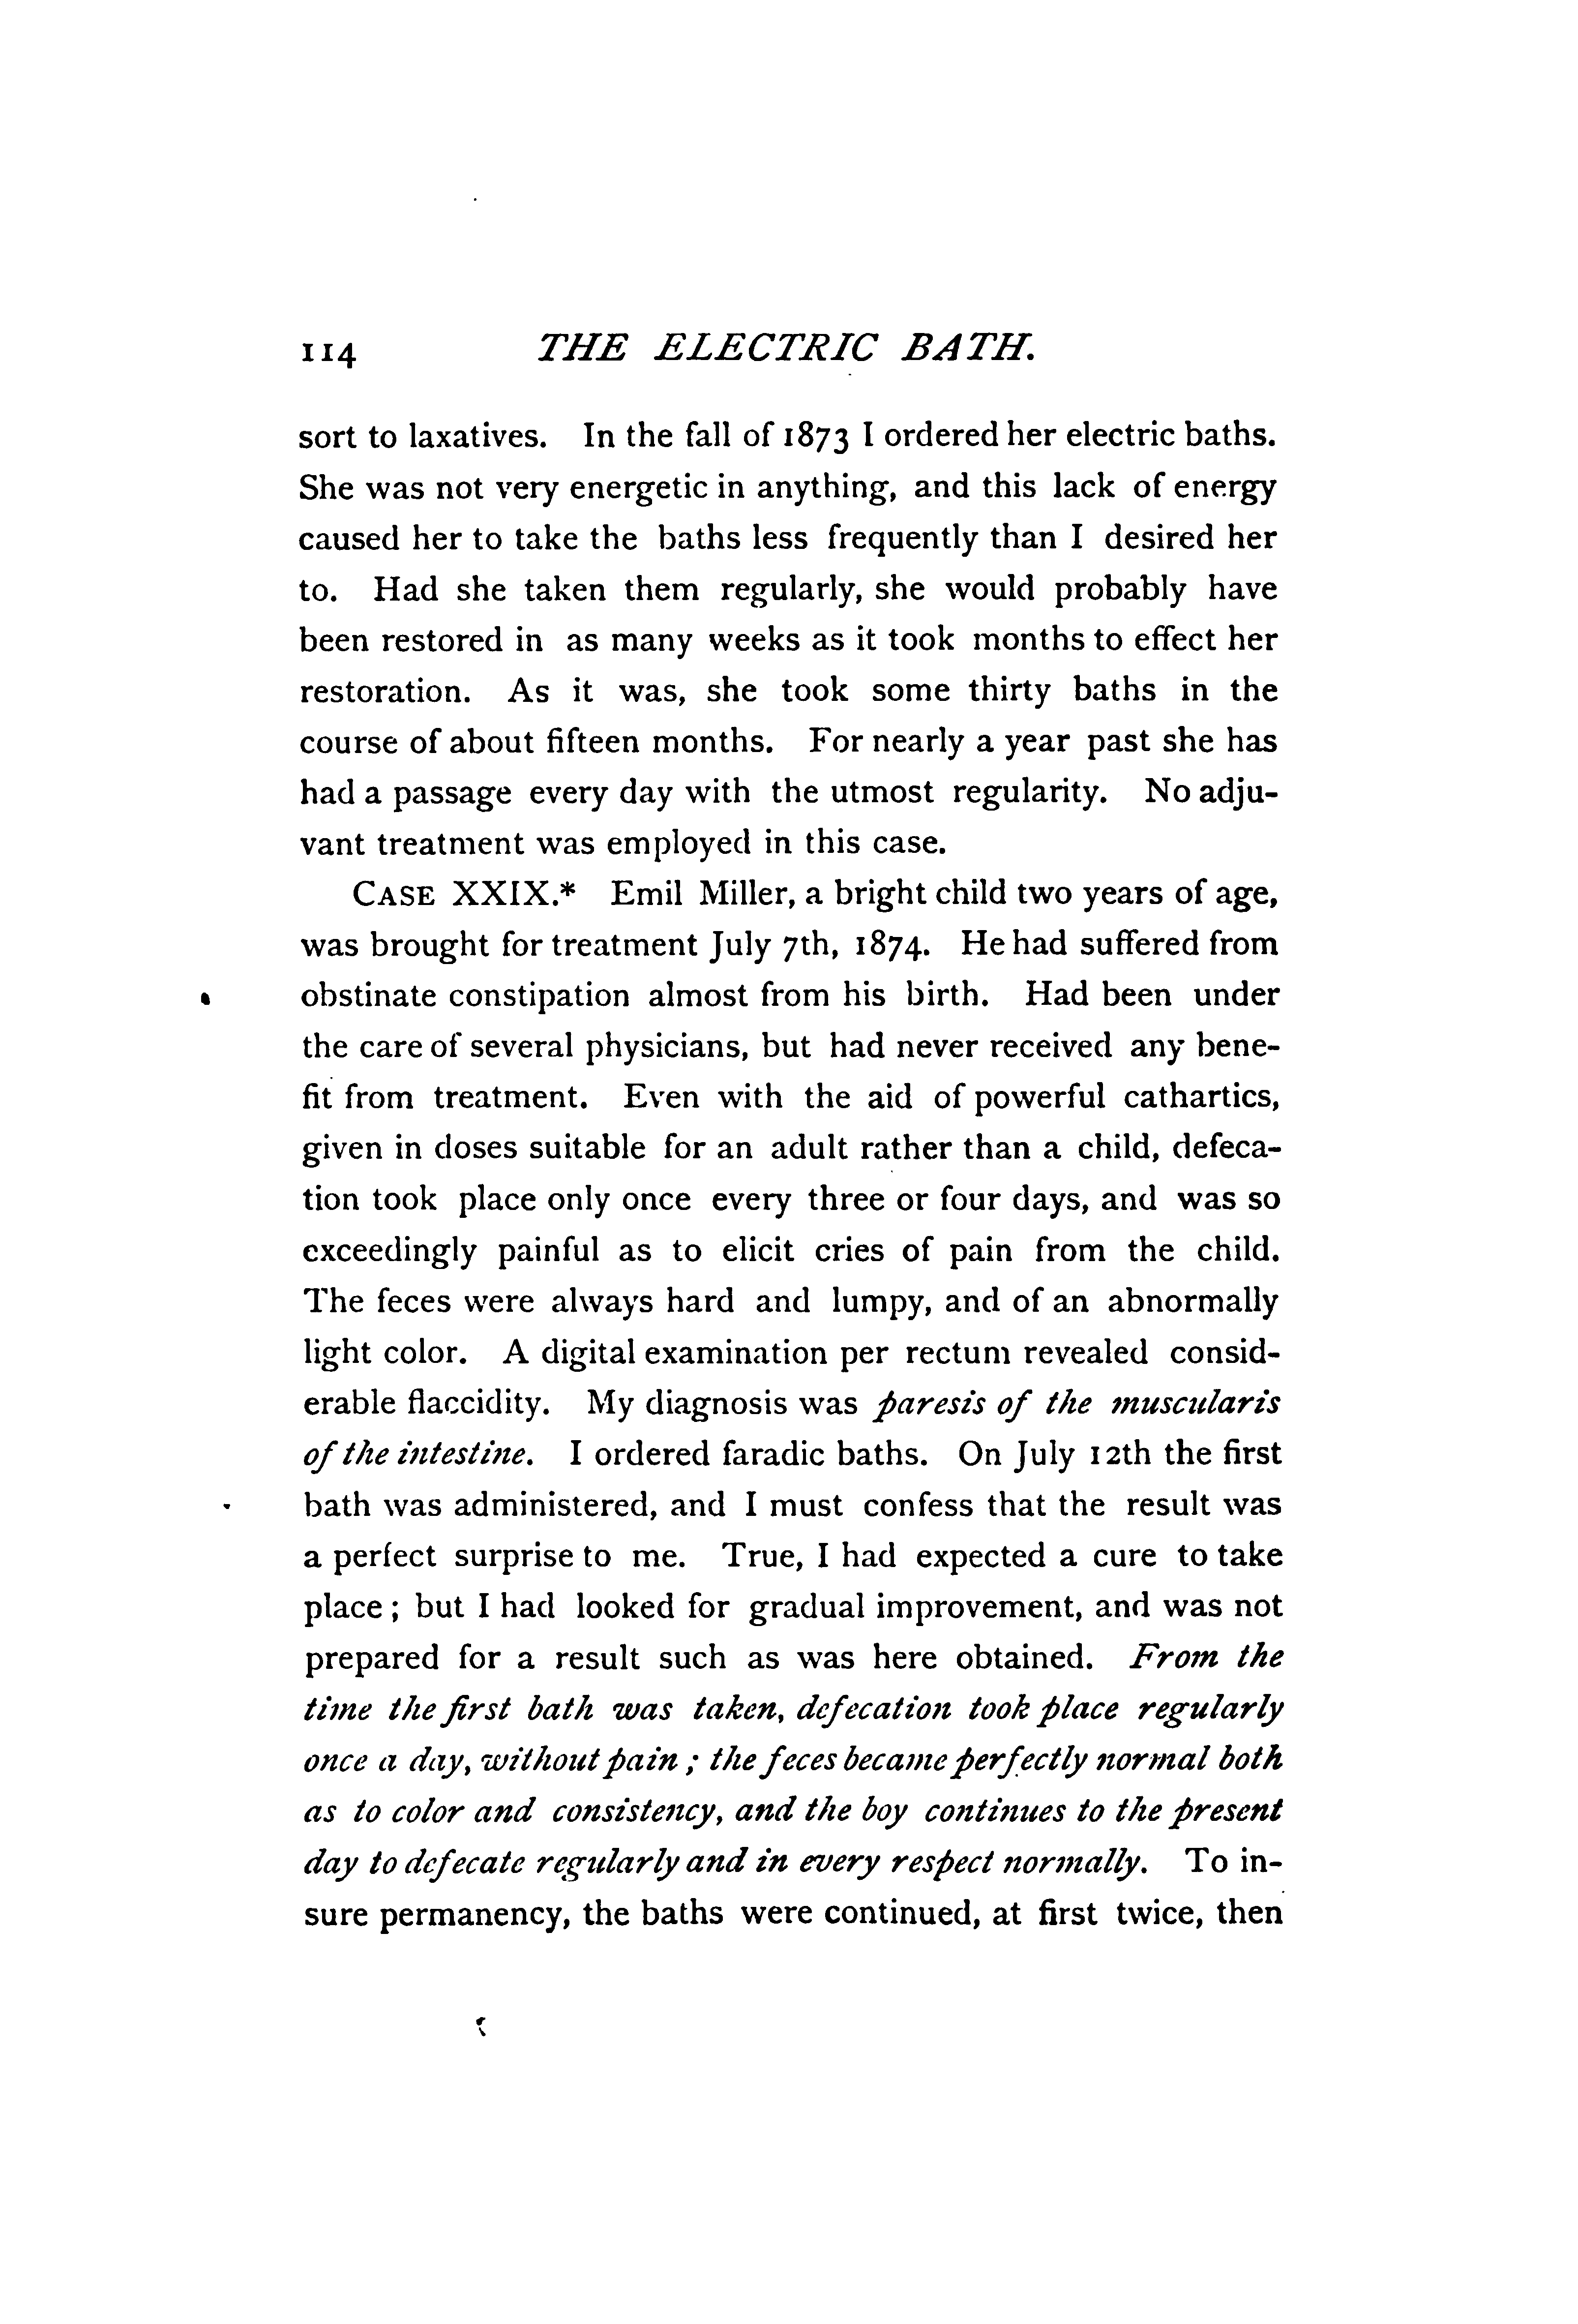 114 THE ELECTRIC BATH.
sort to laxatives. In the fall of 1873 I ordered her electric baths.
She was not very energetic in anything, and this lack of energy
caused her to take the baths less frequently than I desired her
to. Had she taken them regularly, she would probably have
been restored in as many weeks as it took months to effect her
restoration. As it was, she took some thirty baths in the
course of about fifteen months. For nearly a year past she has
had a passage every day with the utmost regularity. No adju-
vant treatment was employed in this case.
CASE XXIX.* Emil Miller, a bright child two years of age,
was brought for treatment July 7th, 1874. He had suffered from
obstinate constipation almost from his birth. Had been under
the care of several physicians, but had never received any bene-
fit from treatment. Even with the aid of powerful cathartics,
given in doses suitable for an adult rather than a child, defeca-
tion took place only once every three or four days, and was so
exceedingly painful as to elicit cries of pain from the child.
The feces were always hard and lumpy, and of an abnormally
light color. A digital examination per rectum revealed consid-
erable flaccidity. My diagnosis was paresis of the muscularis
of the intestine. I ordered faradic baths. On July 12th the first
bath was administered, and I must confess that the result was
a perfect surprise to me. True, I had expected a cure to take
place ; but I had looked for gradual improvement, and was not
prepared for a result such as was here obtained. From the
time the first bath was taken, defecation took place regularly
once a day, without pain ; the feces became perfectly normal both
as to color and consistency, and the boy continues to the present
day to defecate regularly and in every respect normally. To in-
sure permanency, the baths were continued, at first twice, then